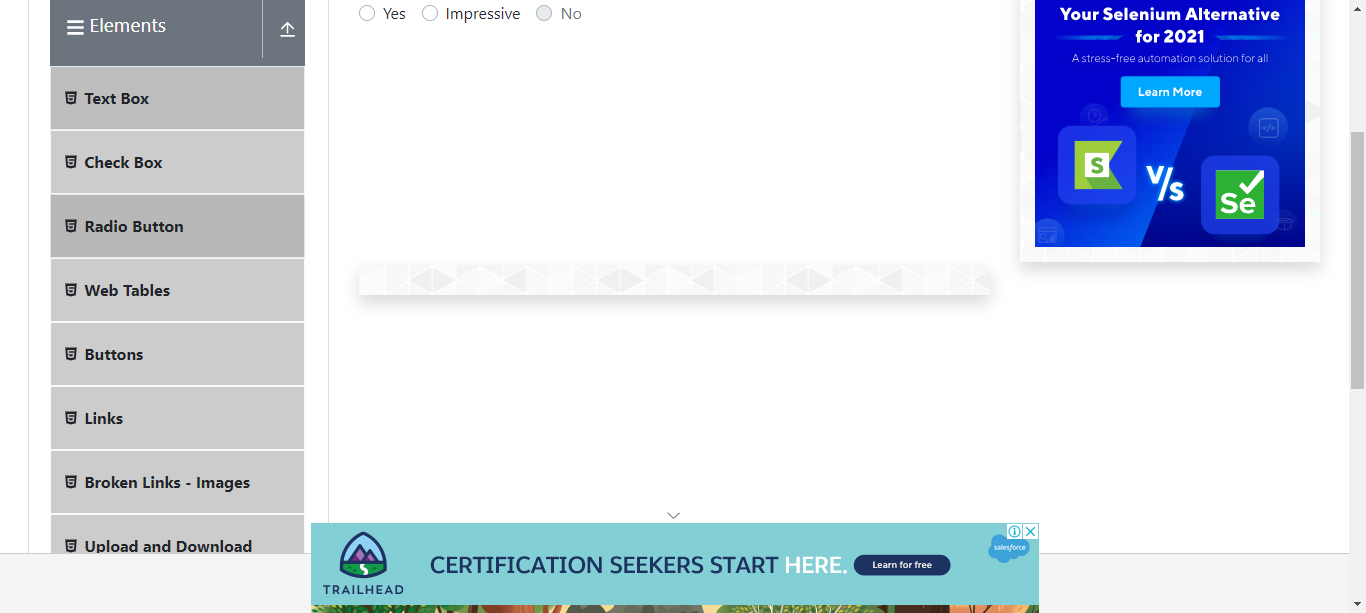 Elements
Text Box
Check Box
Radio Button
Web Tables
Buttons
Links
Broken Links - Images
Upload and Download
Yes
Impressive
No
Your Selenium Alternative
for 2021
A stress-free automation solution for all
Learn More
S
V/s
Se
TRAILHEAD
CERTIFICATION SEEKERS START HERE.
Learn for free
salesforce